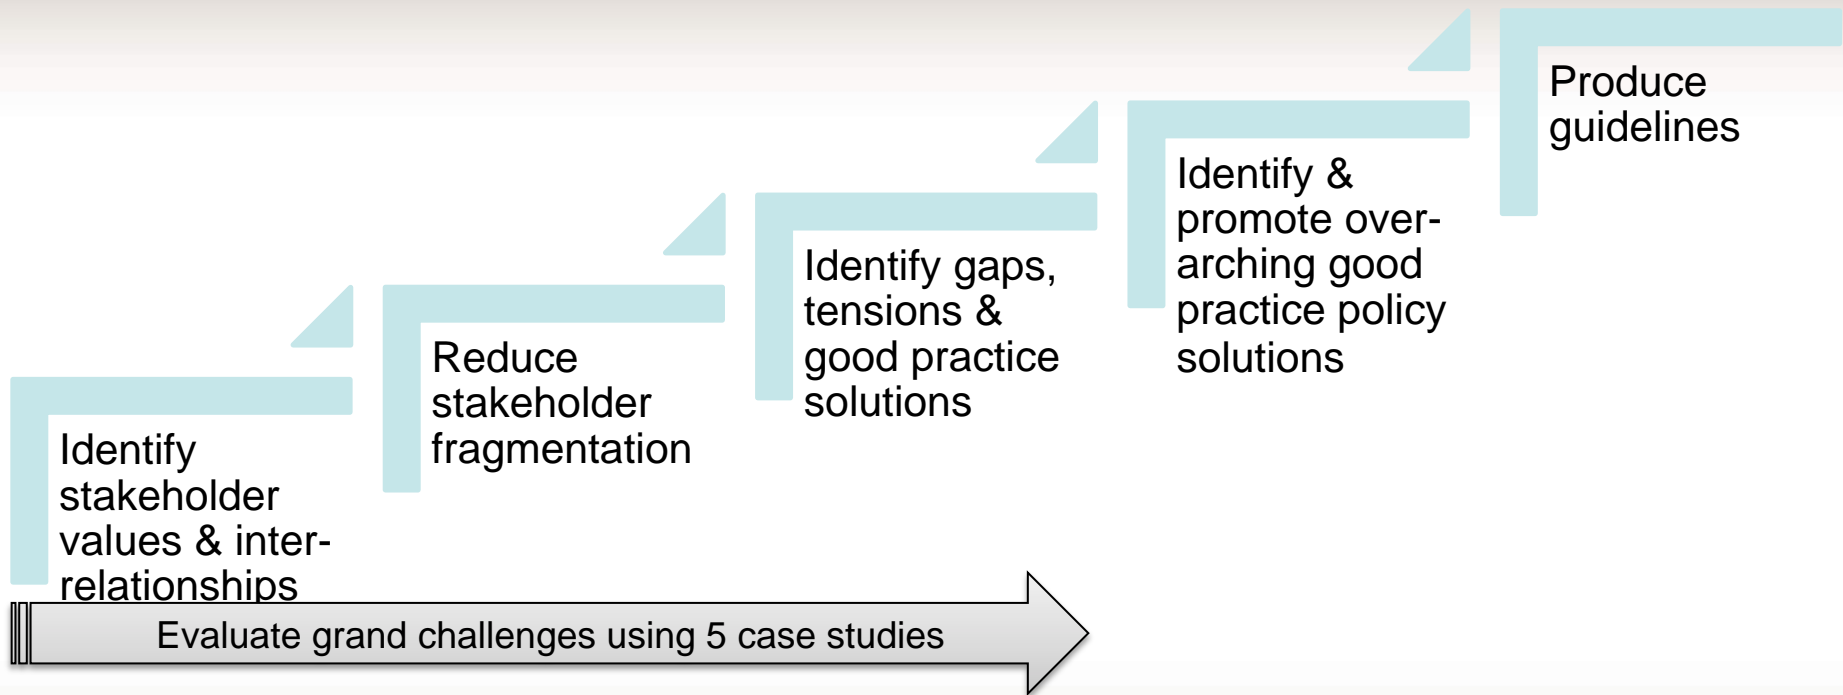 Identify
stakeholder
values & inter-
relationships
Reduce
stakeholder
fragmentation
Identify gaps,
tensions &
good practice
solutions
Identify &
promote over-
arching good
practice policy
solutions
Produce
guidelines
Evaluate grand challenges using 5 case studies